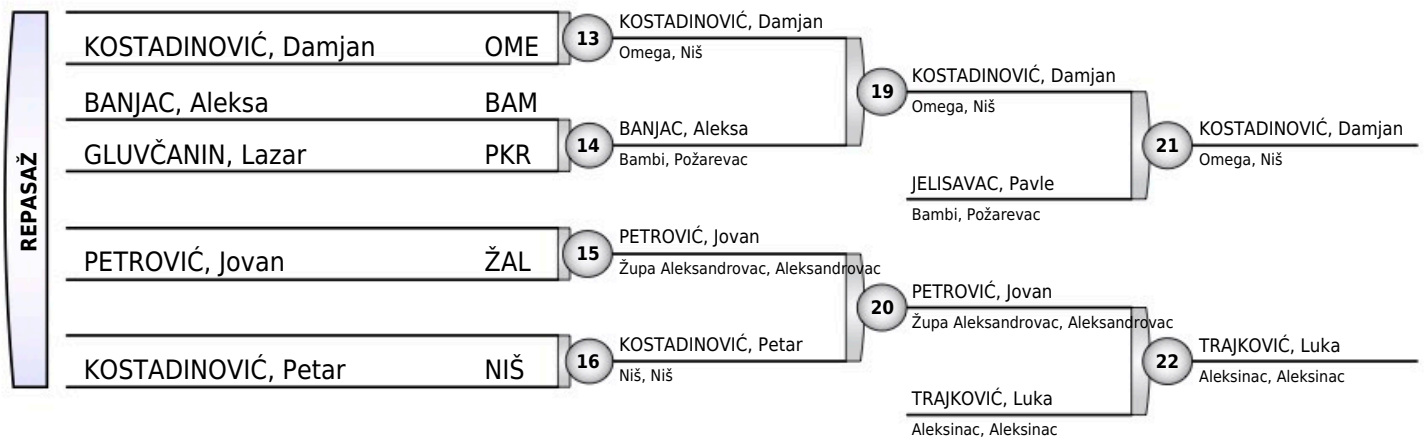 REPASAŽ
KOSTADINOVIĆ, Damjan OME
BANJAC, Aleksa BAM
GLUVČANIN, Lazar PKR
PETROVIĆ, Jovan ŽAL
KOSTADINOVIĆ, Petar NIŠ
13
KOSTADINOVIĆ, Damjan
Omega, Niš
14
BANJAC, Aleksa
Bambi, Požarevac
15
PETROVIĆ, Jovan
Župa Aleksandrovac, Aleksandrovac
16
KOSTADINOVIĆ, Petar
Niš, Niš
19
KOSTADINOVIĆ, Damjan
Omega, Niš
JELISAVAC, Pavle
Bambi, Požarevac
20
PETROVIĆ, Jovan
Župa Aleksandrovac, Aleksandrovac
TRAJKOVIĆ, Luka
Aleksinac, Aleksinac
21
KOSTADINOVIĆ, Damjan
Omega, Niš
22
TRAJKOVIĆ, Luka
Aleksinac, Aleksinac